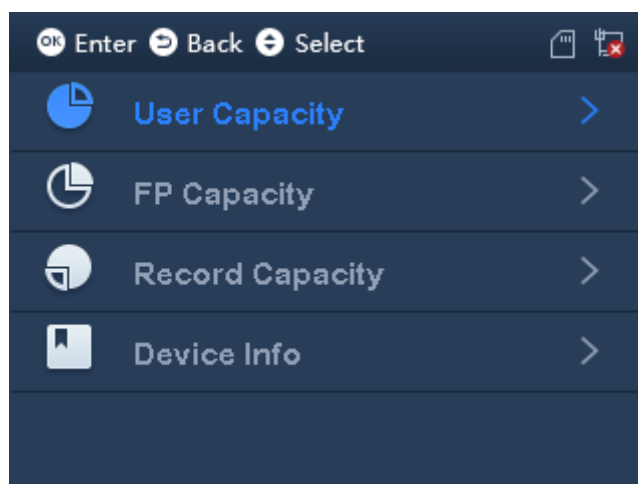 OK Enter Back Select
User Capacity
FP Capacity
Record Capacity
Device Info